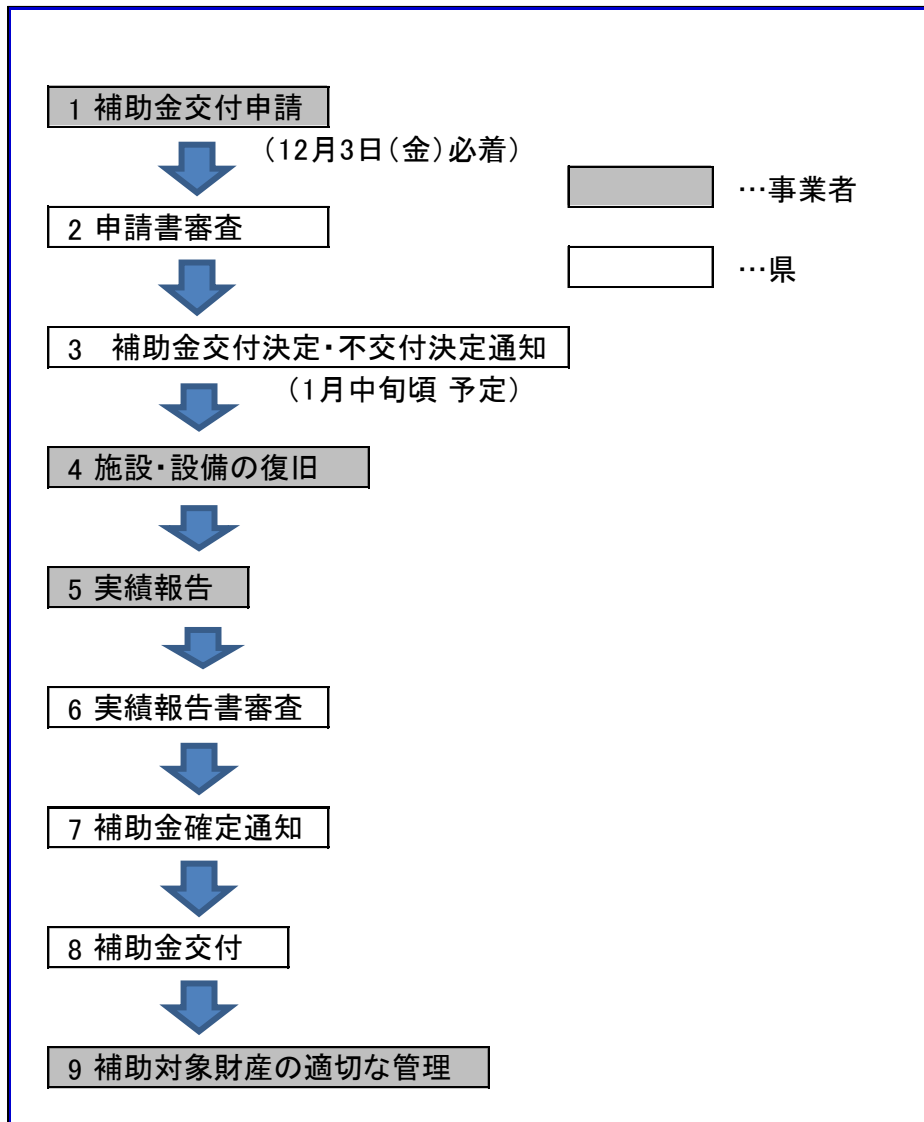 1 補助金交付申請
（12月3日（金）必着）
…事業者
2 申請書審査
…県
3　補助金交付決定・不交付決定通知
（1月中旬頃 予定）
4 施設・設備の復旧
5 実績報告
6 実績報告書審査
7 補助金確定通知
8 補助金交付
9 補助対象財産の適切な管理